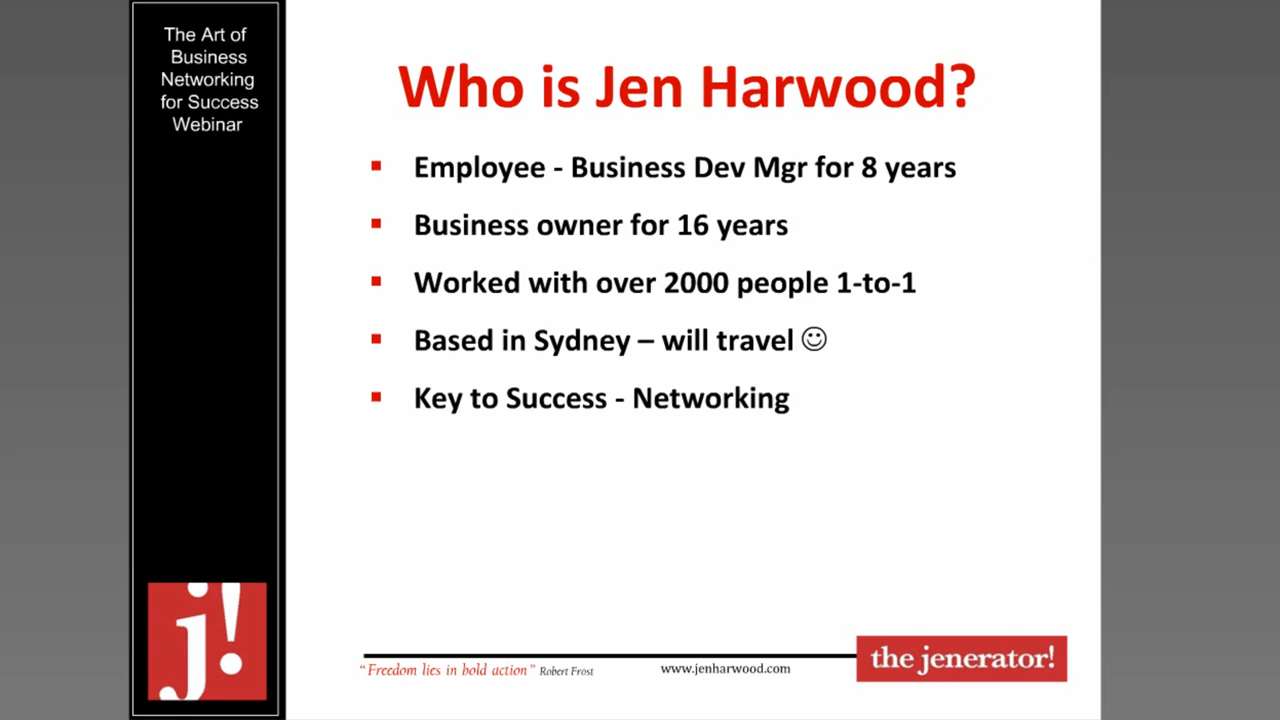 The Art of
Business
Networking
for Success
Webinar
Who is Jen Harwood?
▪ Employee - Business Dev Mgr for 8 years
▪ Business owner for 16 years
▪ Worked with over 2000 people 1-to-1
▪ Based in Sydney – will travel ☺
▪ Key to Success - Networking
j!
“Freedom lies in bold action” Robert Frost www.jenharwood.com
the jenerator!